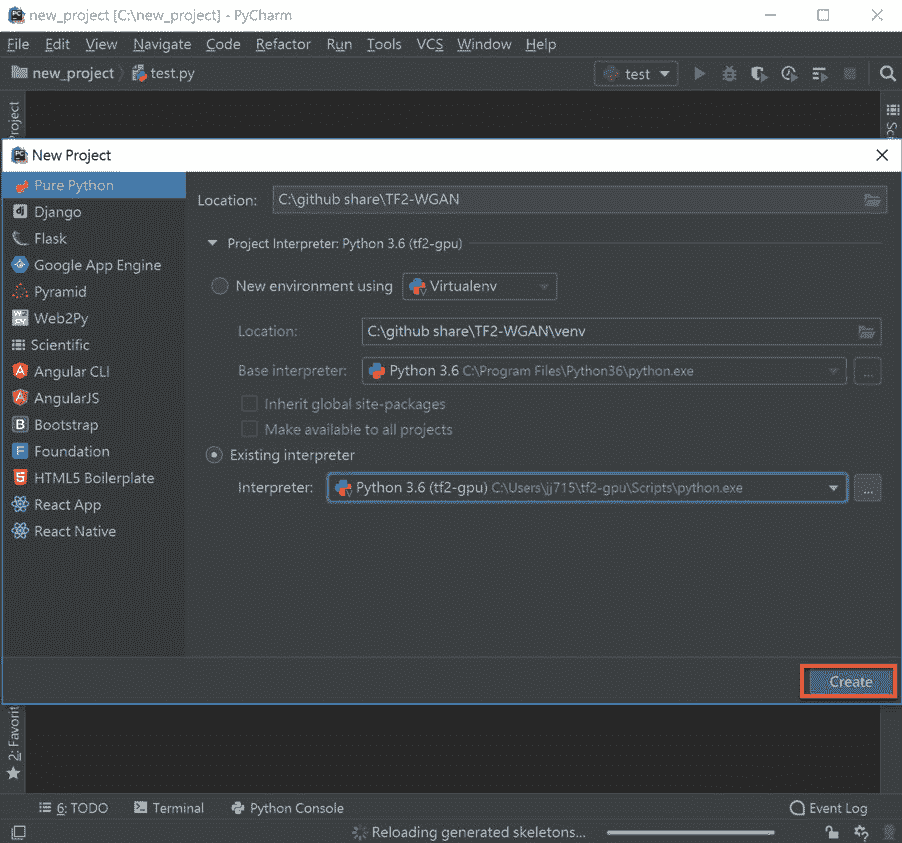 new_project [C:\new_project] - PyCharm
File Edit View Navigate Code Refactor Run Tools VCS Window Help
new_project test.py test
Project
New Project
Pure Python
Django
Flask
Google App Engine
Pyramid
Web2Py
Scientific
Angular CLI
AngularJS
Bootstrap
Foundation
HTML5 Boilerplate
React App
React Native
Location: C:\github share\TF2-WGAN
Project Interpreter: Python 3.6 (tf2-gpu)
New environment using Virtualenv
Location: C:\github share\TF2-WGAN\venv
Base interpreter: Python 3.6 C:\Program Files\Python36\python.exe ...
Inherit global site-packages
Make available to all projects
Existing interpreter
Interpreter: Python 3.6 (tf2-gpu) C:\Users\jj715\tf2-gpu\Scripts\python.exe ...
Create
2: Favorit
6: TODO Terminal Python Console Event Log
Reloading generated skeletons...